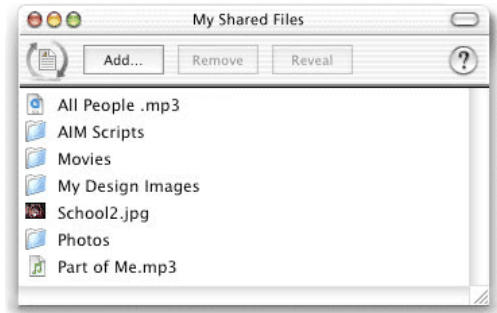 My Shared Files
Add... Remove Reveal ?
All People .mp3
AIM Scripts
Movies
My Design Images
School2.jpg
Photos
Part of Me.mp3